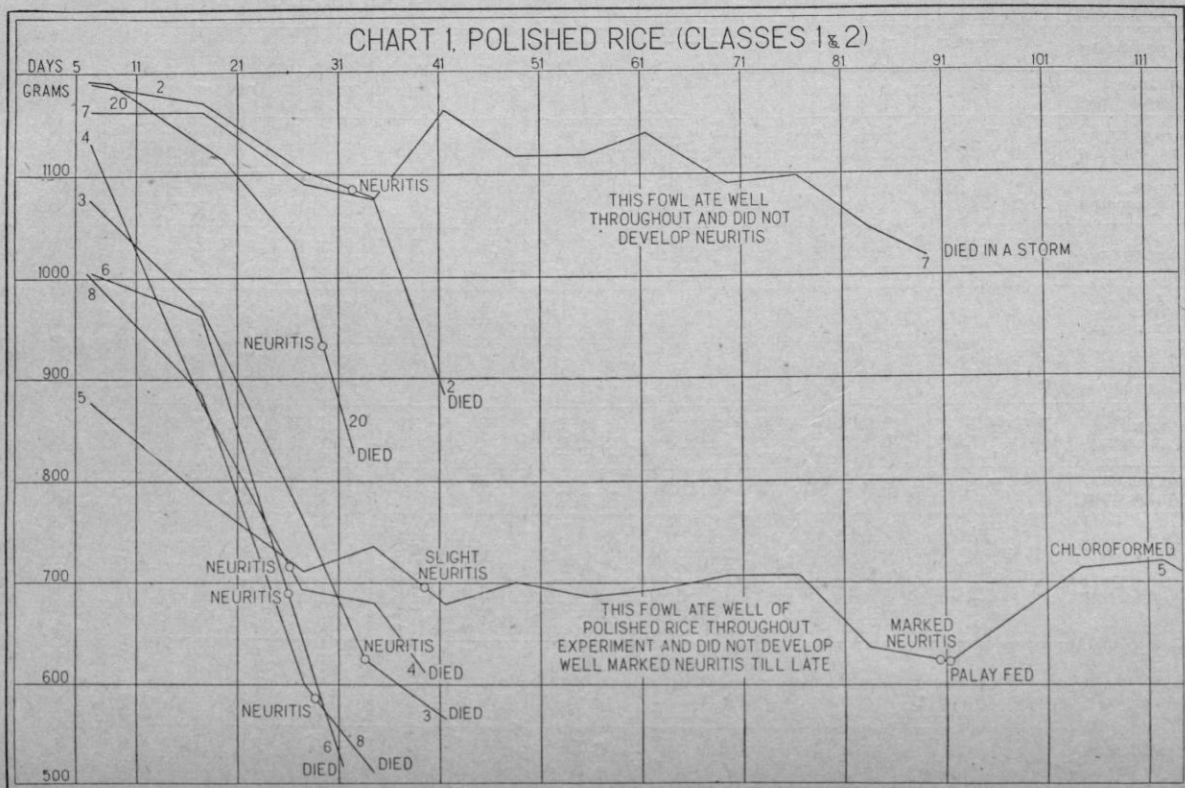 CHART 1. POLISHED RICE (CLASSES 1 & 2)
DAYS 5 11 21 31 41 51 61 71 81 91 101 111
GRAMS
2
20
7
4
1100
NEURITIS
3
THIS FOWL ATE WELL
THROUGHOUT AND DID NOT
DEVELOP NEURITIS
DIED IN A STORM
7
1000
6
8
NEURITIS
900
5
2
DIED
20
DIED
800
CHLOROFORMED
5
SLIGHT
NEURITIS
NEURITIS
700
NEURITIS
THIS FOWL ATE WELL OF
POLISHED RICE THROUGHOUT
EXPERIMENT AND DID NOT DEVELOP
WELL MARKED NEURITIS TILL LATE
MARKED
NEURITIS
PALAY FED
NEURITIS
4 DIED
600
NEURITIS
3 DIED
6
DIED
8
DIED
500